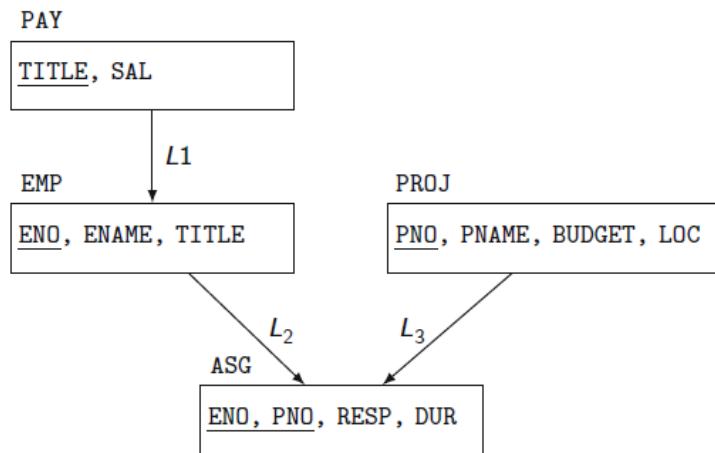 PAY
TITLE, SAL
L1
EMP
PROJ
ENO, ENAME, TITLE
PNO, PNAME, BUDGET, LOC
L2
L3
ASG
ENO, PNO, RESP, DUR